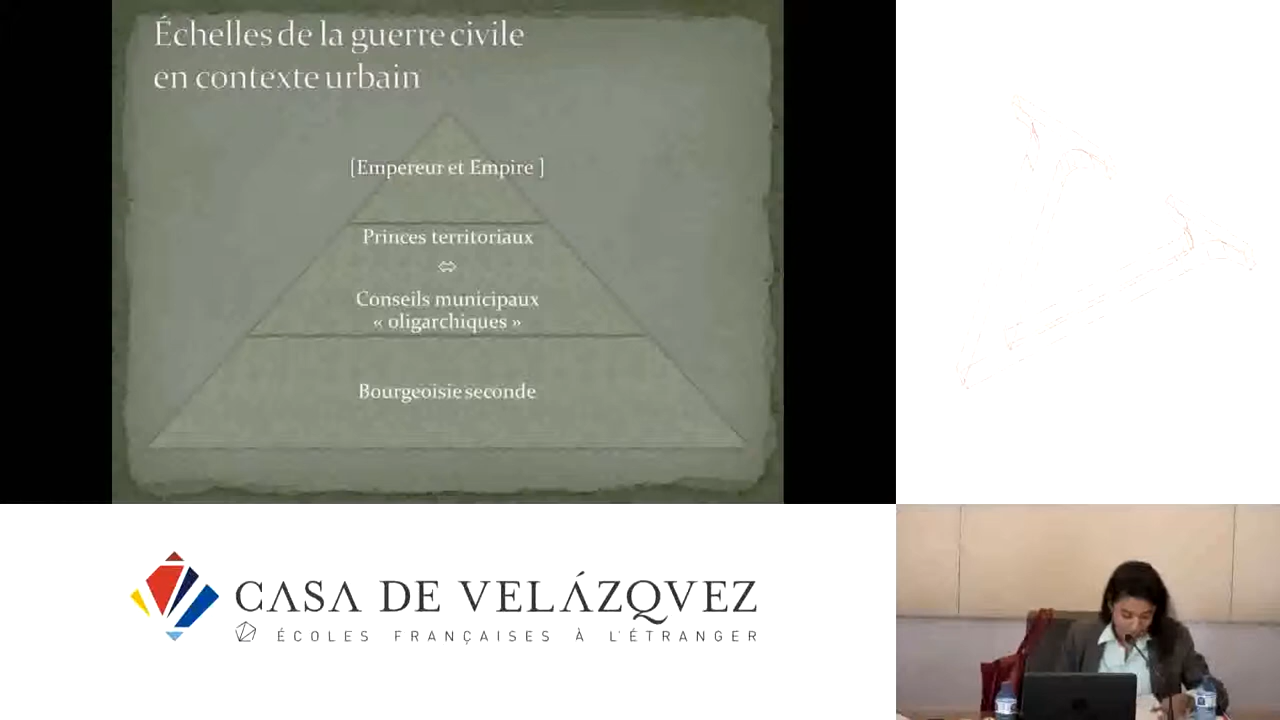 Échelles de la guerre civile
en contexte urbain
[Empereur et Empire ]
Princes territoriaux
⇔
Conseils municipaux
« oligarchiques »
Bourgeoisie seconde
CASA DE VELÁZQVEZ
ÉCOLES FRANÇAISES À L'ÉTRANGER